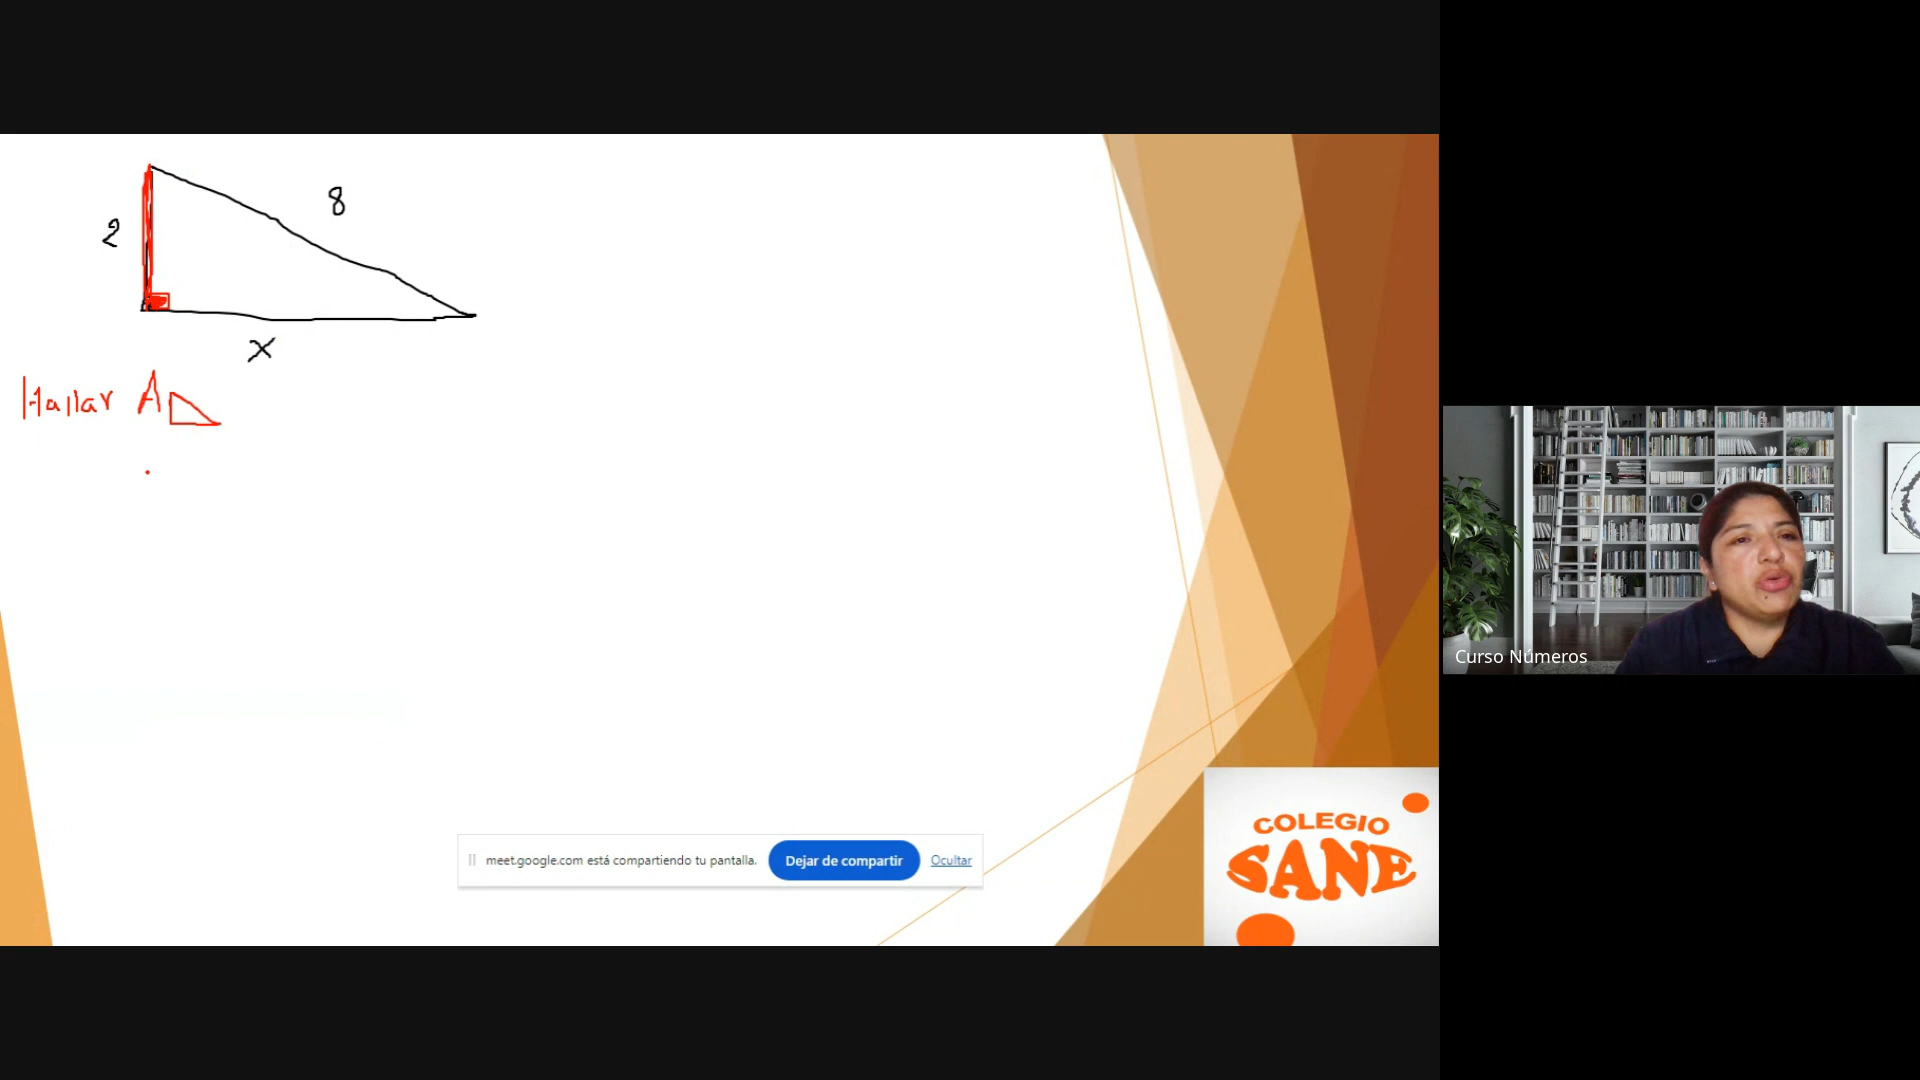 8
2
x
Hallar A
meet.google.com está compartiendo tu pantalla. Dejar de compartir Ocultar
COLEGIO
SANE
Curso Números